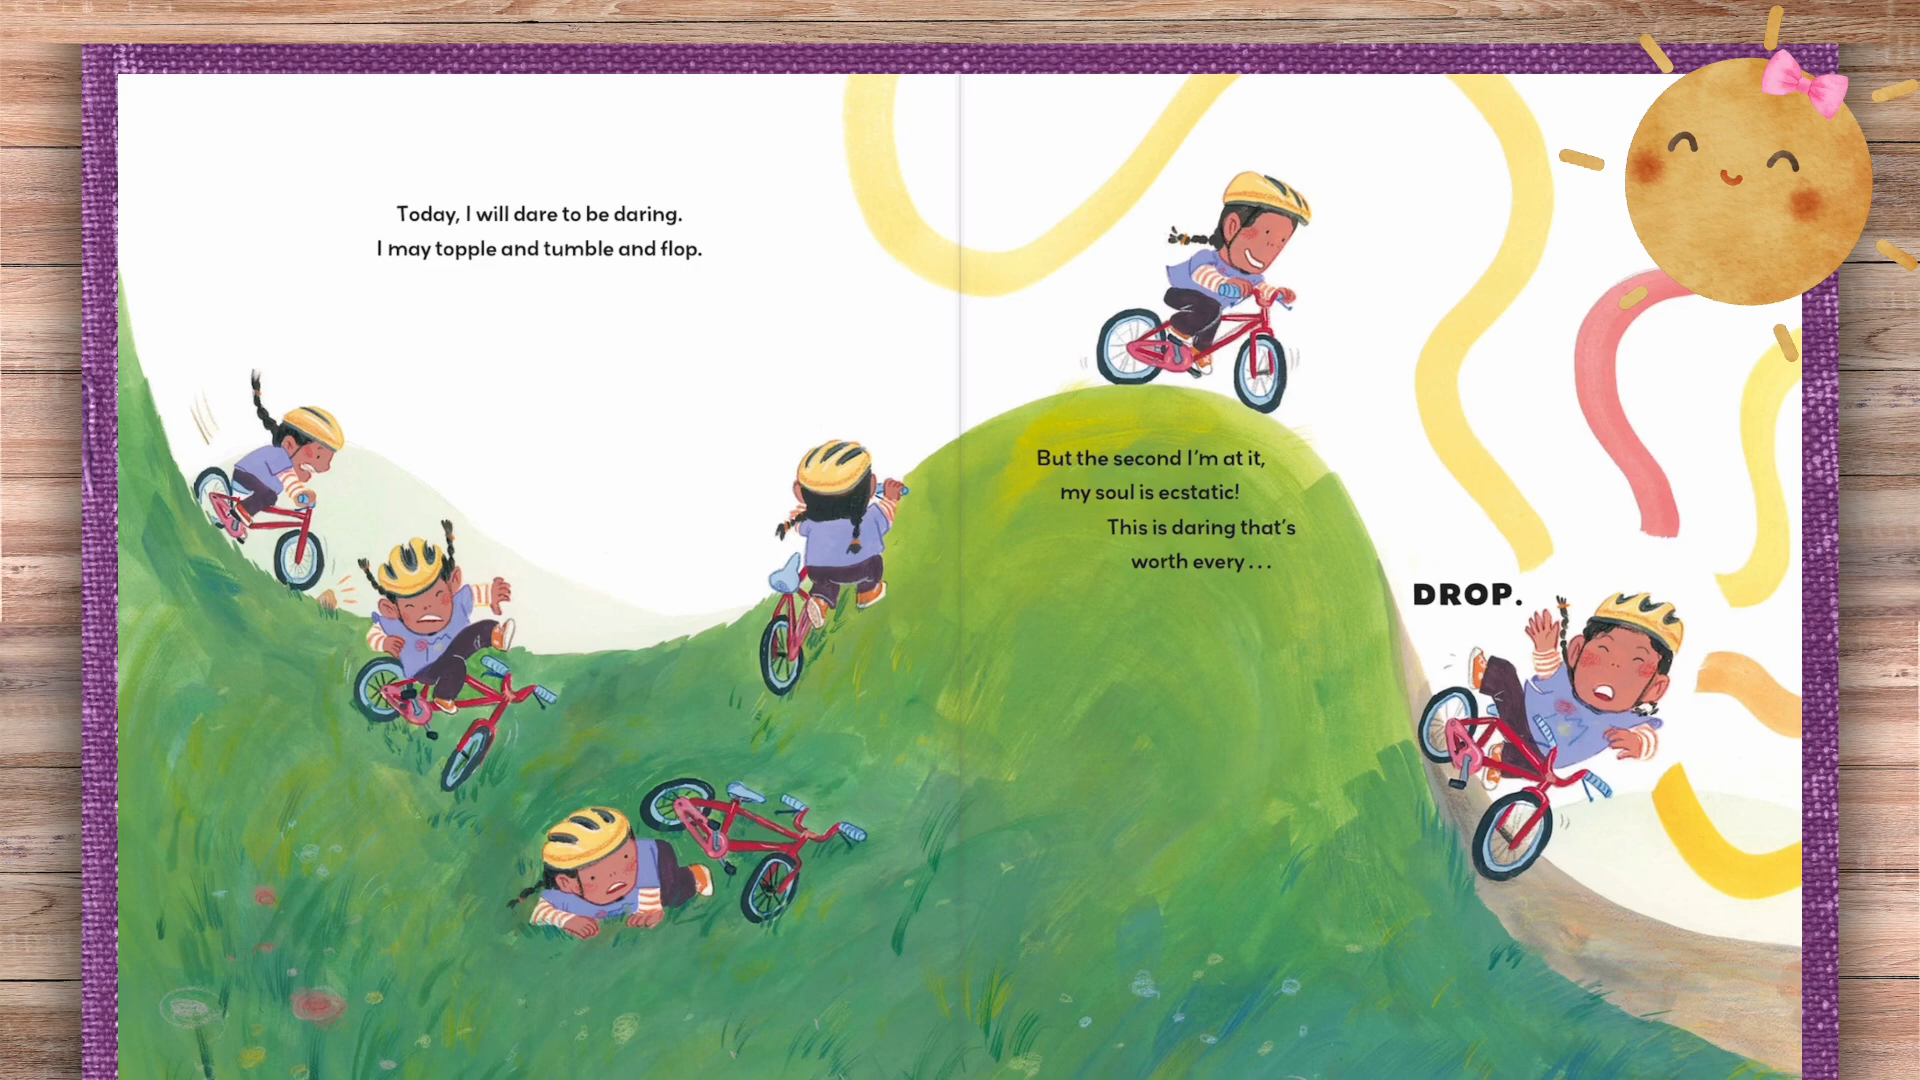 Today, I will dare to be daring.
I may topple and tumble and flop.
But the second I'm at it,
my soul is ecstatic!
This is daring that's
worth every . . .
DROP.